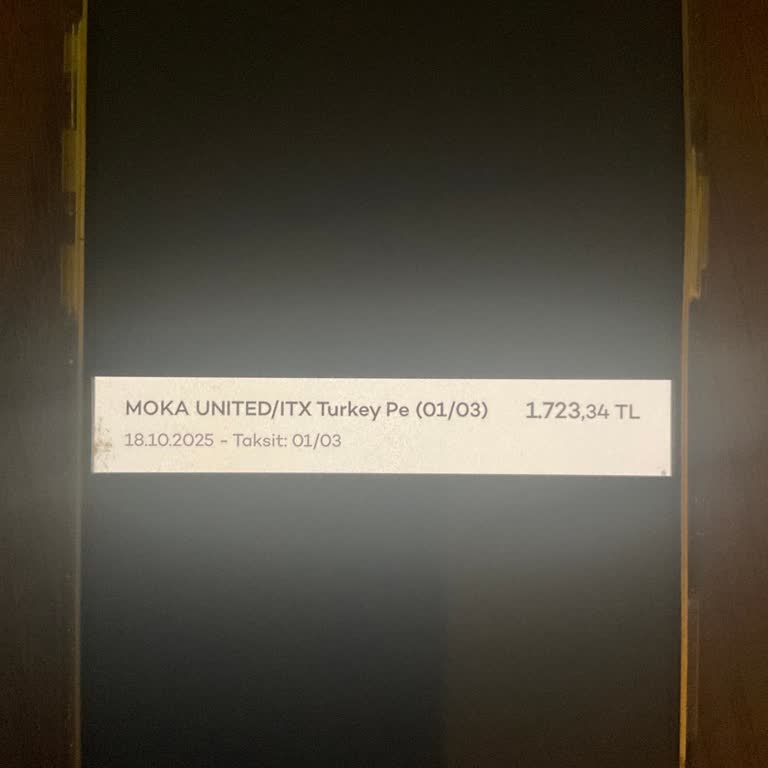 MOKA UNITED/ITX Turkey Pe (01/03) 1.723,34 TL
18.10.2025 - Taksit: 01/03